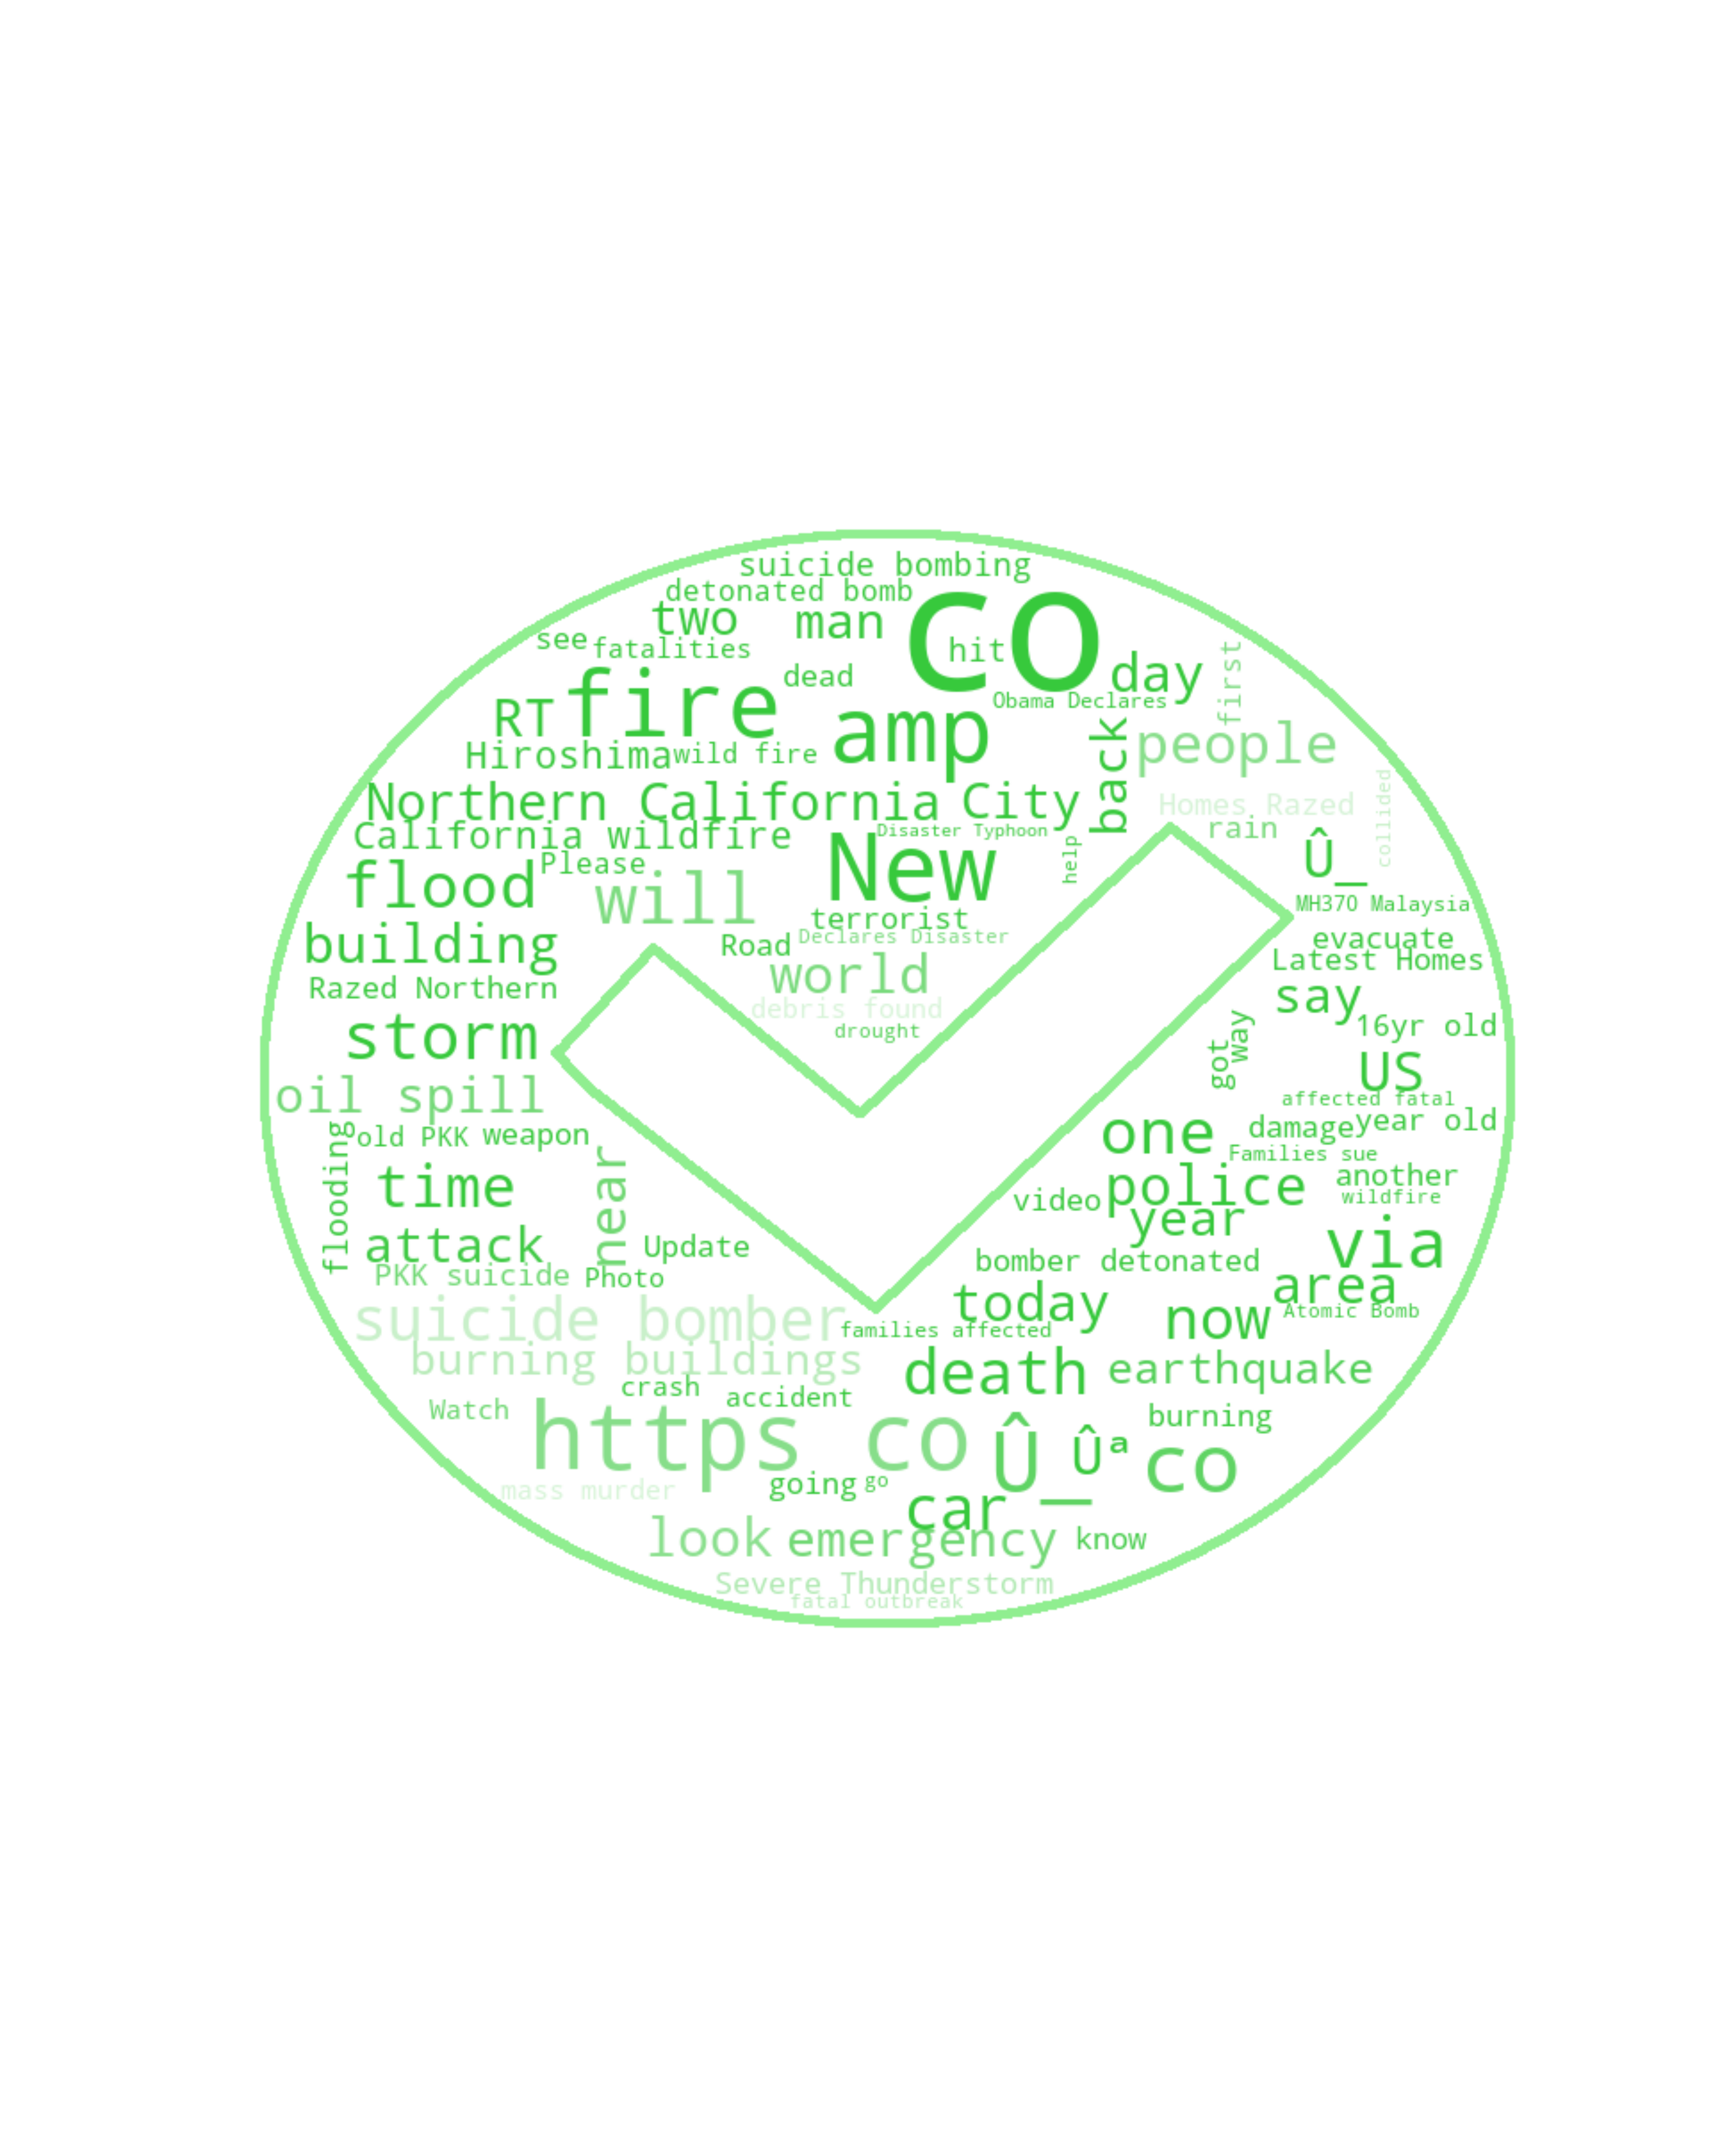 suicide bombing
detonated bomb
two
man
CO
hit
see
fatalities
day
first
dead
fire
RT
Obama Declares
amp
people
back
Hiroshima
wild fire
Northern California City
Homes Razed
collided
California wildfire
Disaster Typhoon
rain
help
New
Û_
Please
flood
will
MH370 Malaysia
terrorist
building
Road
Declares Disaster
evacuate
Latest Homes
world
Razed Northern
say
debris found
drought
16yr old
way
got
storm
US
oil spill
affected fatal
year old
damage
one
flooding
old PKK
weapon
Families sue
another
near
time
police
wildfire
video
year
attack
Update
via
bomber detonated
PKK suicide
Photo
area
today
now
Atomic Bomb
suicide bomber
families affected
burning buildings
death
earthquake
crash
accident
Watch
burning
https co
Û_
Ûª
co
mass murder
going
go
car
look
emergency
know
Severe Thunderstorm
fatal outbreak